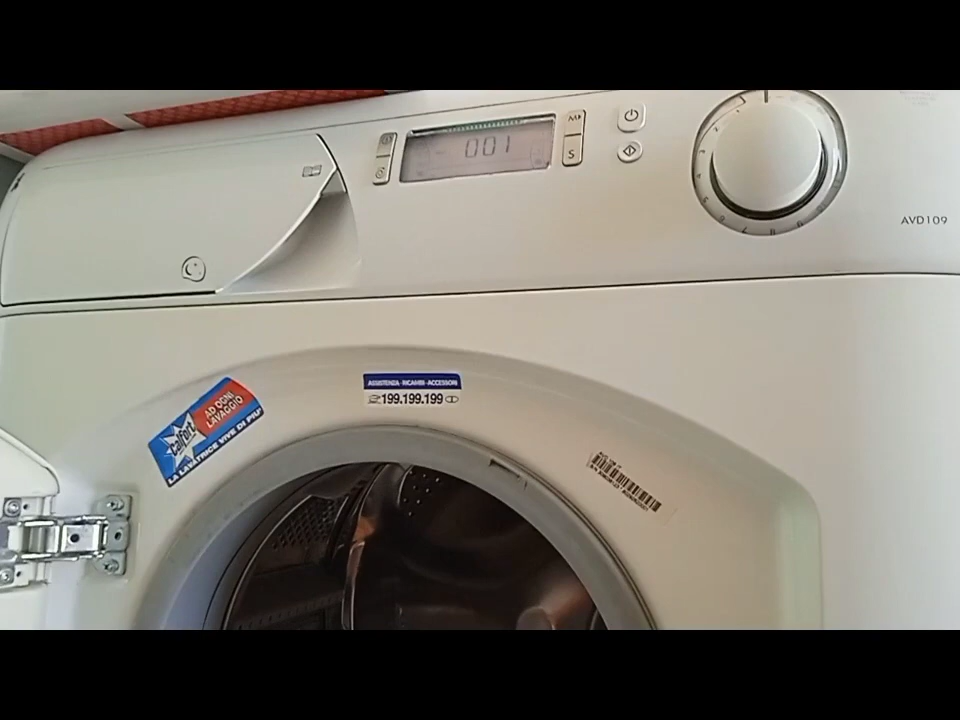 001
M
S
AVD109
ASSISTENZA - RICAMBI - ACCESSORI
199.199.199
Calfort
AD OGNI
LAVAGGIO
LA LAVATRICE VIVE DI PIU'